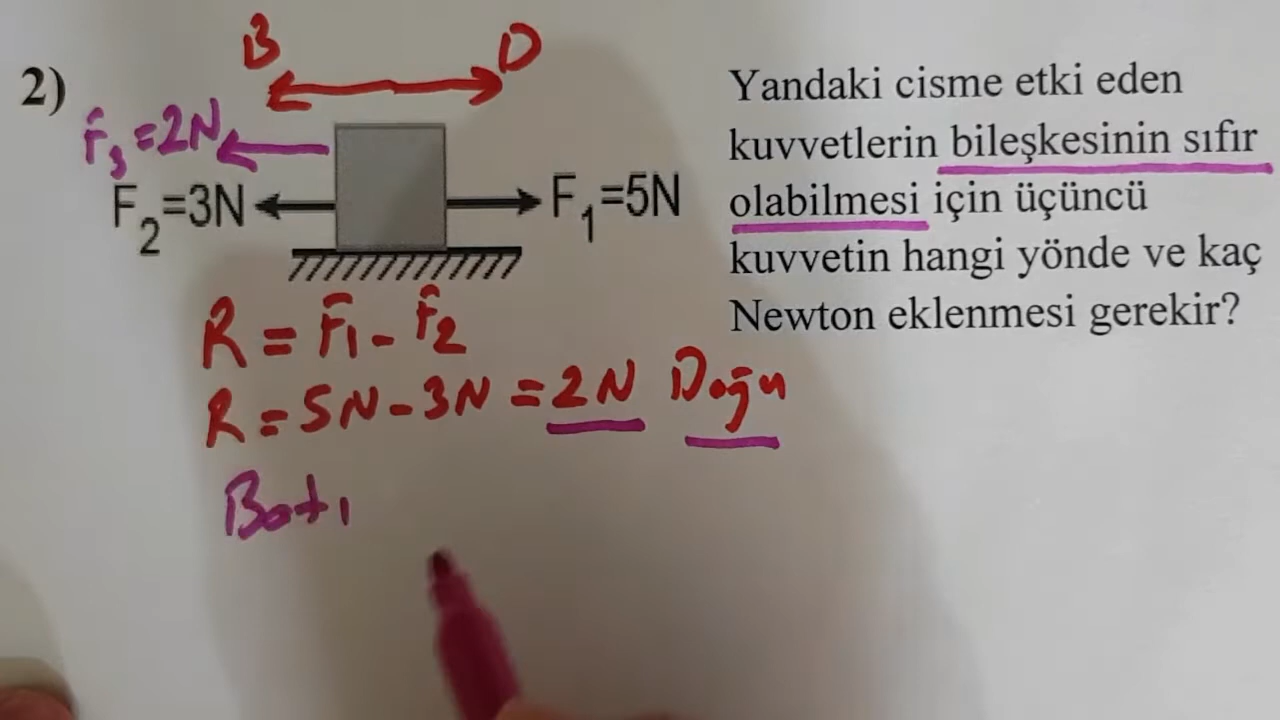 B D
2)
F₃=2N
F₂=3N F₁=5N
Yandaki cisme etki eden
kuvvetlerin bileşkesinin sıfır
olabilmesi için üçüncü
kuvvetin hangi yönde ve kaç
Newton eklenmesi gerekir?
R = F₁ - F₂
R = 5N - 3N = 2N Doğu
Batı